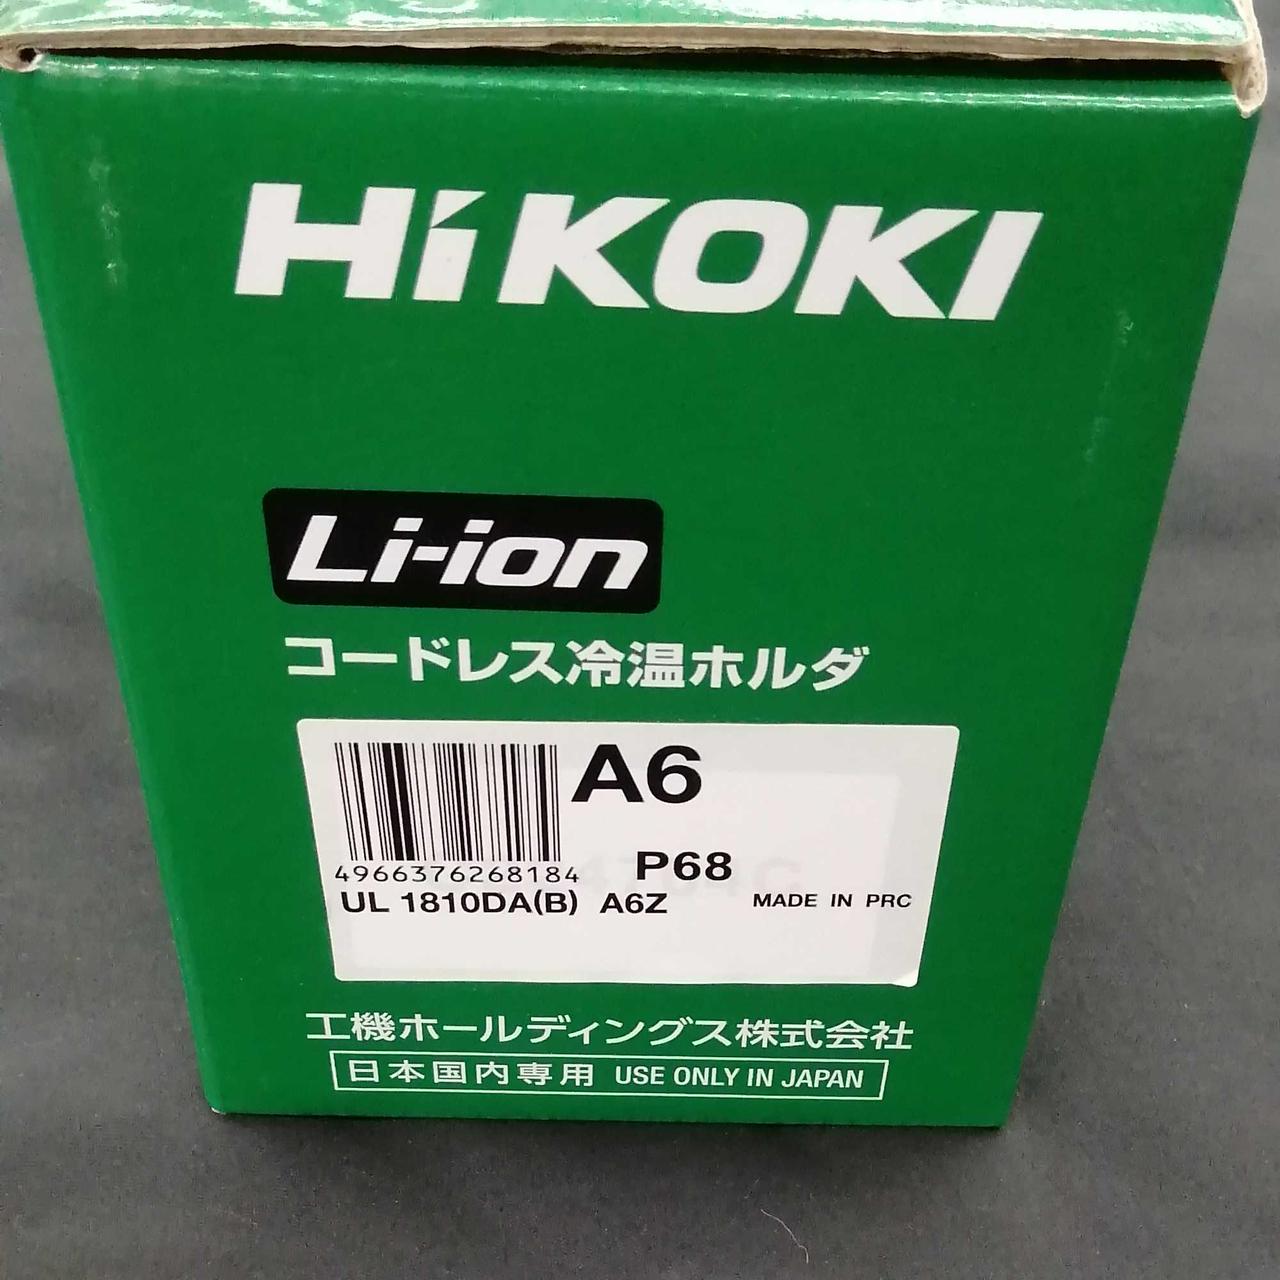 HiKOKI
Li-ion
コードレス冷温ホルダ
A6
4966376268184
P68
UL 1810DA(B) A6Z MADE IN PRC
工機ホールディングス株式会社
日本国内専用 USE ONLY IN JAPAN